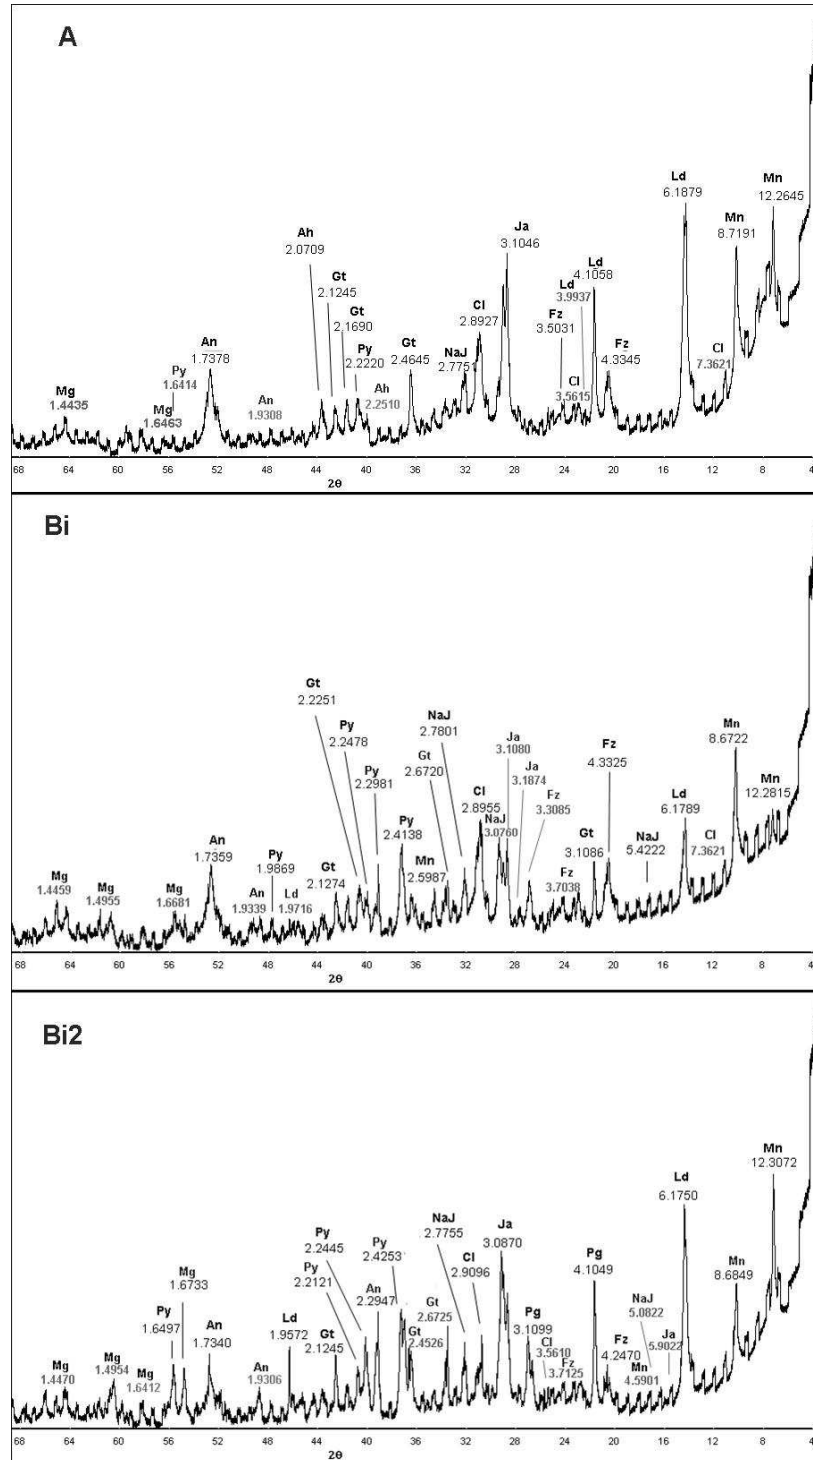 A
Ld
6.1879
Mn
12.2645
Mn
8.7191
Ja
3.1046
Ah
2.0709
Gt
2.1245
Gt
2.1690
Py
2.2220
Ah
2.2510
Gt
2.4645
Cl
2.8927
NaJ
2.7751
Ld
4.1058
Ld
3.9937
Fz
3.5031
Fz
4.3345
Cl
3.5615
Cl
7.3621
An
1.7378
Py
1.6414
Mg
1.6463
Mg
1.4435
An
1.9308
68 64 60 56 52 48 44 40 36 32 28 24 20 16 12 8 4
2θ
Bi
Gt
2.2251
Py
2.2478
Py
2.2981
NaJ
2.7801
Gt
2.6720
Ja
3.1080
Ja
3.1874
Fz
3.3085
Fz
4.3325
Mn
8.6722
Mn
12.2815
Ld
6.1789
Cl
7.3621
NaJ
5.4222
Gt
3.1086
Fz
3.7038
Cl
2.8955
NaJ
3.0760
Py
2.4138
Mn
2.5987
Gt
2.1274
Py
1.9869
Ld
1.9716
An
1.9339
An
1.7359
Mg
1.6681
Mg
1.4955
Mg
1.4459
68 64 60 56 52 48 44 40 36 32 28 24 20 16 12 8 4
2θ
Bi2
Mn
12.3072
Ld
6.1750
Mn
8.6849
NaJ
5.0822
Ja
5.9022
Mn
4.5901
Fz
4.2470
Pg
4.1049
Fz
3.7125
Cl
3.5610
Pg
3.1099
Ja
3.0870
Cl
2.9096
NaJ
2.7755
Gt
2.6725
Gt
2.4526
Py
2.4253
An
2.2947
Py
2.2445
Py
2.2121
Gt
2.1245
Ld
1.9572
An
1.9306
An
1.7340
Mg
1.6733
Py
1.6497
Mg
1.6412
Mg
1.4954
Mg
1.4470
68 64 60 56 52 48 44 40 36 32 28 24 20 16 12 8 4
2θ